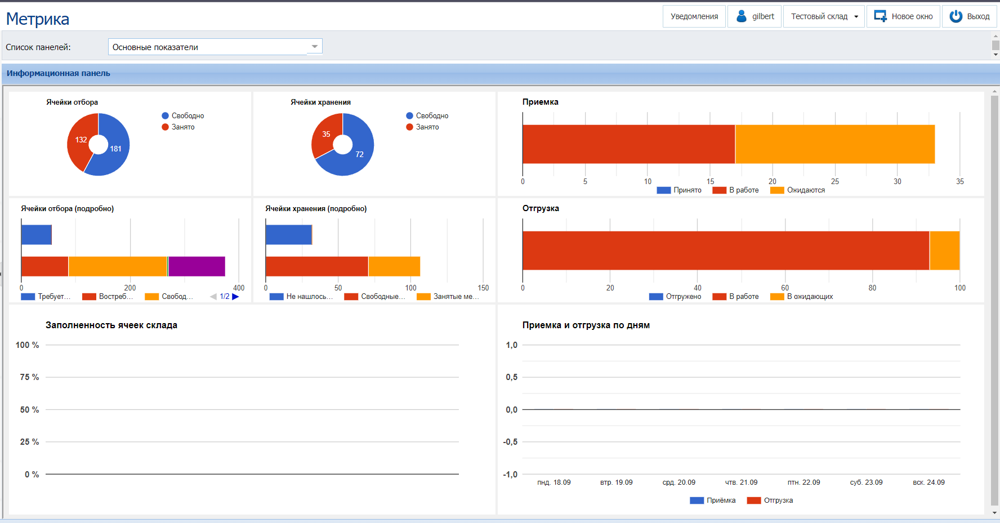 Метрика
Уведомления
gilbert
Тестовый склад
Новое окно
Выход
Список панелей:
Основные показатели
Информационная панель
Ячейки отбора
Свободно
Занято
132
181
Ячейки хранения
Свободно
Занято
35
72
Приемка
0 5 10 15 20 25 30 35
Принято В работе Ожидаются
Ячейки отбора (подробно)
0 200 400
Требует... Востреб... Свобод... 1/2
Ячейки хранения (подробно)
0 50 100 150
Не нашлось... Свободные... Занятые ме...
Отгрузка
0 20 40 60 80 100
Отгружено В работе В ожидающих
Заполненность ячеек склада
100 %
75 %
50 %
25 %
0 %
Приемка и отгрузка по дням
1,0
0,5
0,0
-0,5
-1,0
пнд. 18.09 втр. 19.09 срд. 20.09 чтв. 21.09 птн. 22.09 суб. 23.09 вск. 24.09
Приёмка Отгрузка